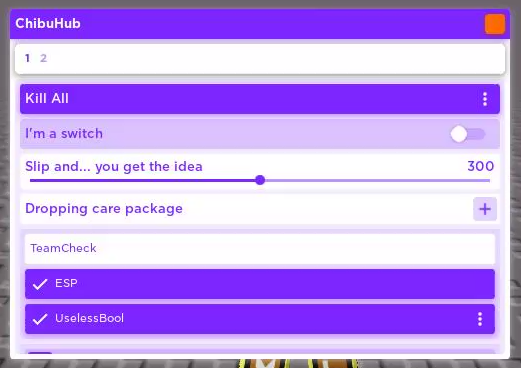 ChibuHub
1 2
Kill All
I'm a switch
Slip and... you get the idea 300
Dropping care package
TeamCheck
ESP
UselessBool